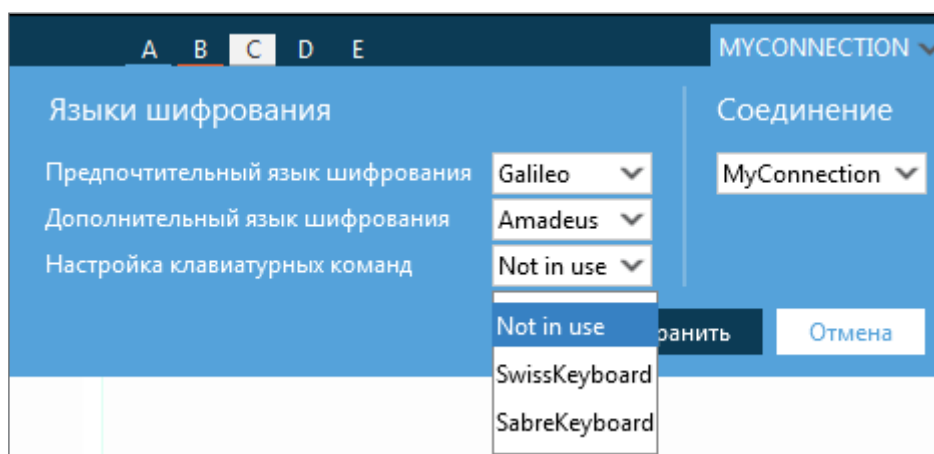 A B C D E MYCONNECTION
Языки шифрования
Предпочтительный язык шифрования Galileo
Дополнительный язык шифрования Amadeus
Настройка клавиатурных команд Not in use
Not in use
SwissKeyboard
SabreKeyboard
Соединение
MyConnection
Отмена